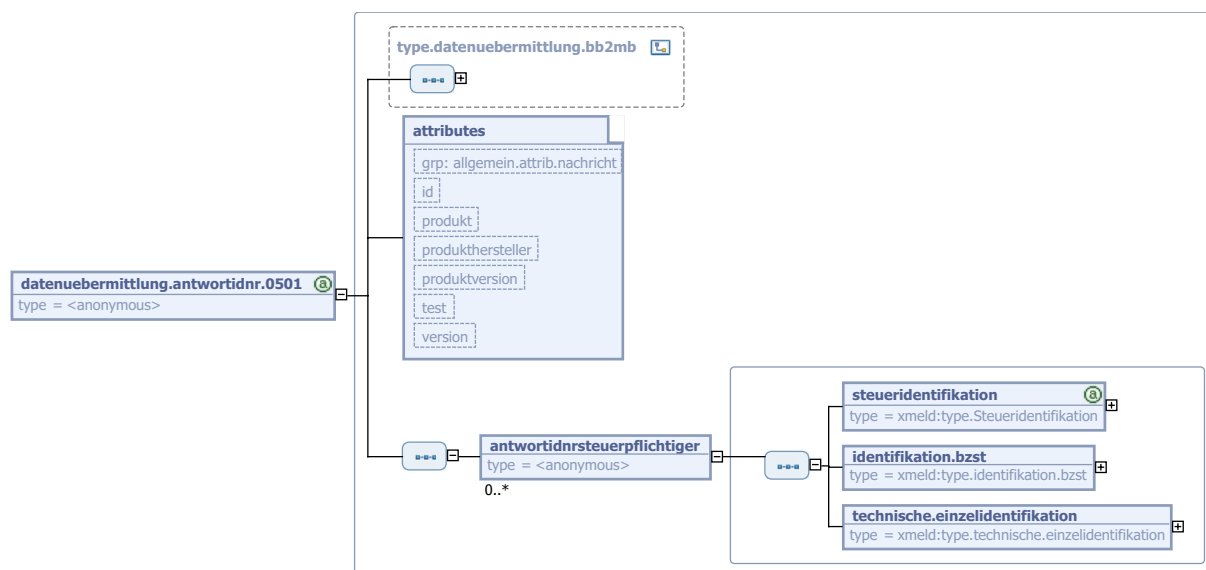 type.datenuebermittlung.bb2mb
attributes
grp: allgemein.attrib.nachricht
id
produkt
produkthersteller
produktversion
test
version
datenuebermittlung.antwortidnr.0501 a
type = <anonymous>
antwortidnrsteuerpflichtiger
type = <anonymous>
0..*
steueridentifikation a
type = xmeld:type.Steueridentifikation
identifikation.bzst
type = xmeld:type.identifikation.bzst
technische.einzelidentifikation
type = xmeld:type.technische.einzelidentifikation